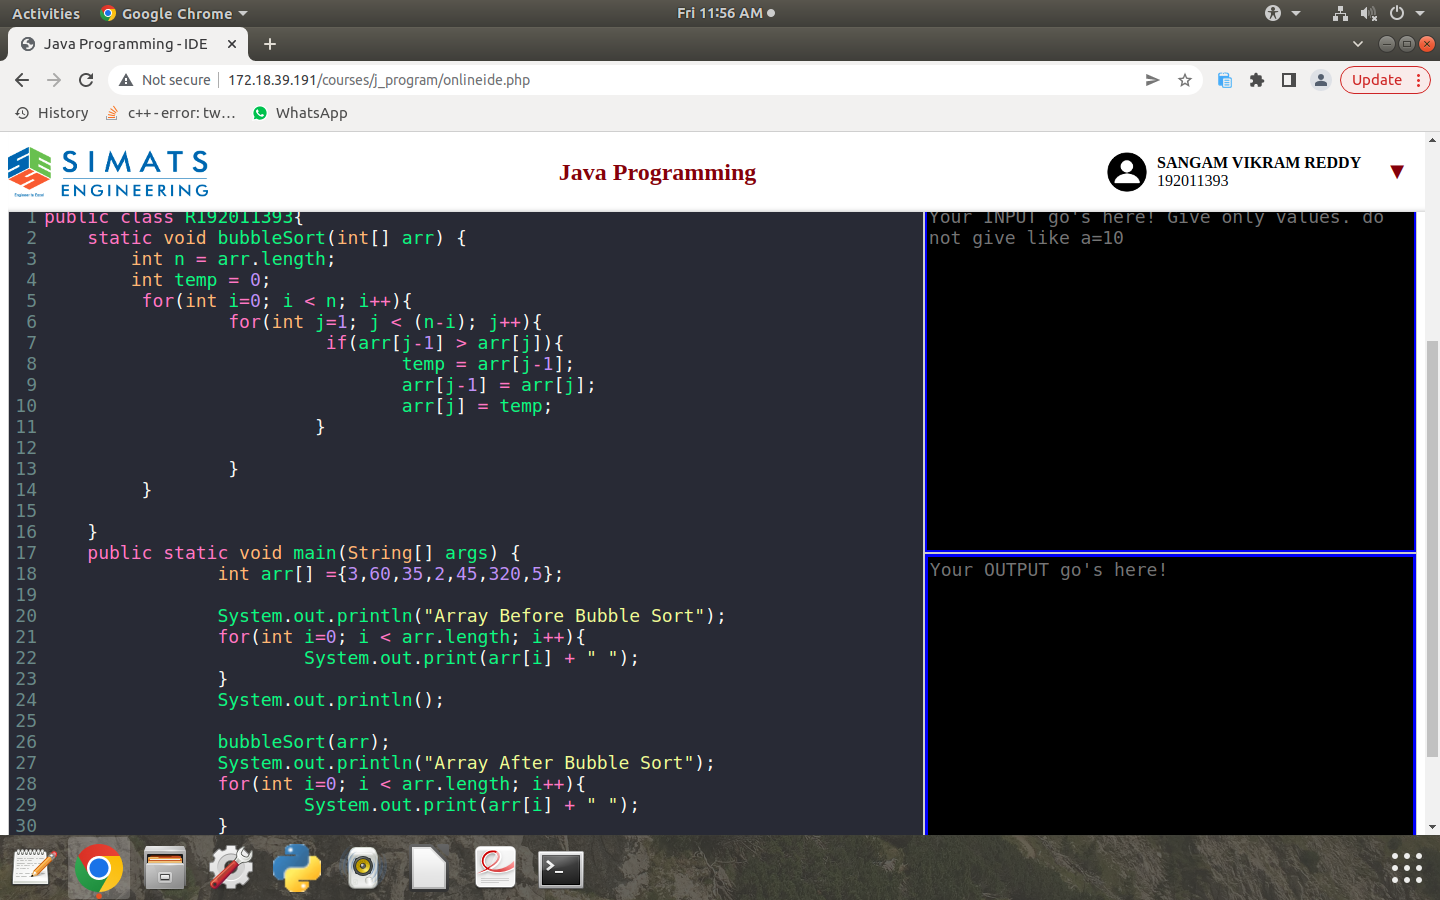 Activities Google Chrome Fri 11:56 AM
Java Programming - IDE
Not secure 172.18.39.191/courses/j_program/onlineide.php Update
History c++ - error: tw... WhatsApp
SIMATS
ENGINEERING
Engineer to Excel
Java Programming
SANGAM VIKRAM REDDY
192011393
1 public class R192011393{
2 static void bubbleSort(int[] arr) {
3 int n = arr.length;
4 int temp = 0;
5 for(int i=0; i < n; i++){
6 for(int j=1; j < (n-i); j++){
7 if(arr[j-1] > arr[j]){
8 temp = arr[j-1];
9 arr[j-1] = arr[j];
10 arr[j] = temp;
11 }
12
13 }
14 }
15
16 }
17 public static void main(String[] args) {
18 int arr[] ={3,60,35,2,45,320,5};
19
20 System.out.println("Array Before Bubble Sort");
21 for(int i=0; i < arr.length; i++){
22 System.out.print(arr[i] + " ");
23 }
24 System.out.println();
25
26 bubbleSort(arr);
27 System.out.println("Array After Bubble Sort");
28 for(int i=0; i < arr.length; i++){
29 System.out.print(arr[i] + " ");
30 }
Your INPUT go's here! Give only values. do
not give like a=10
Your OUTPUT go's here!